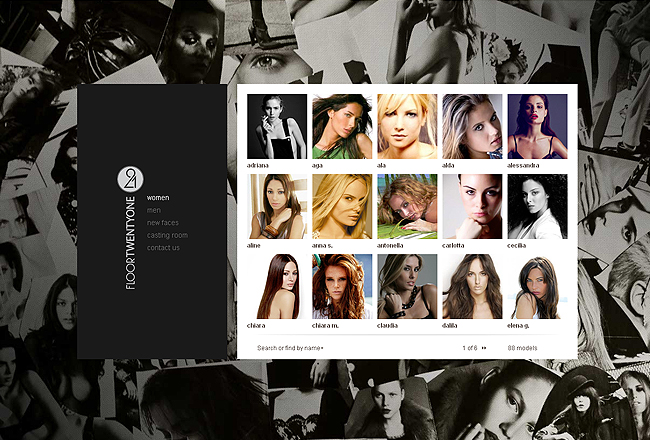 21
FLOORTWENTYONE
women
men
new faces
casting room
contact us
adriana
aga
ala
alda
alessandra
aline
anna s.
antonella
carlotta
cecilia
chiara
chiara m.
claudia
dalila
elena g.
Search or find by name
1 of 6
88 models